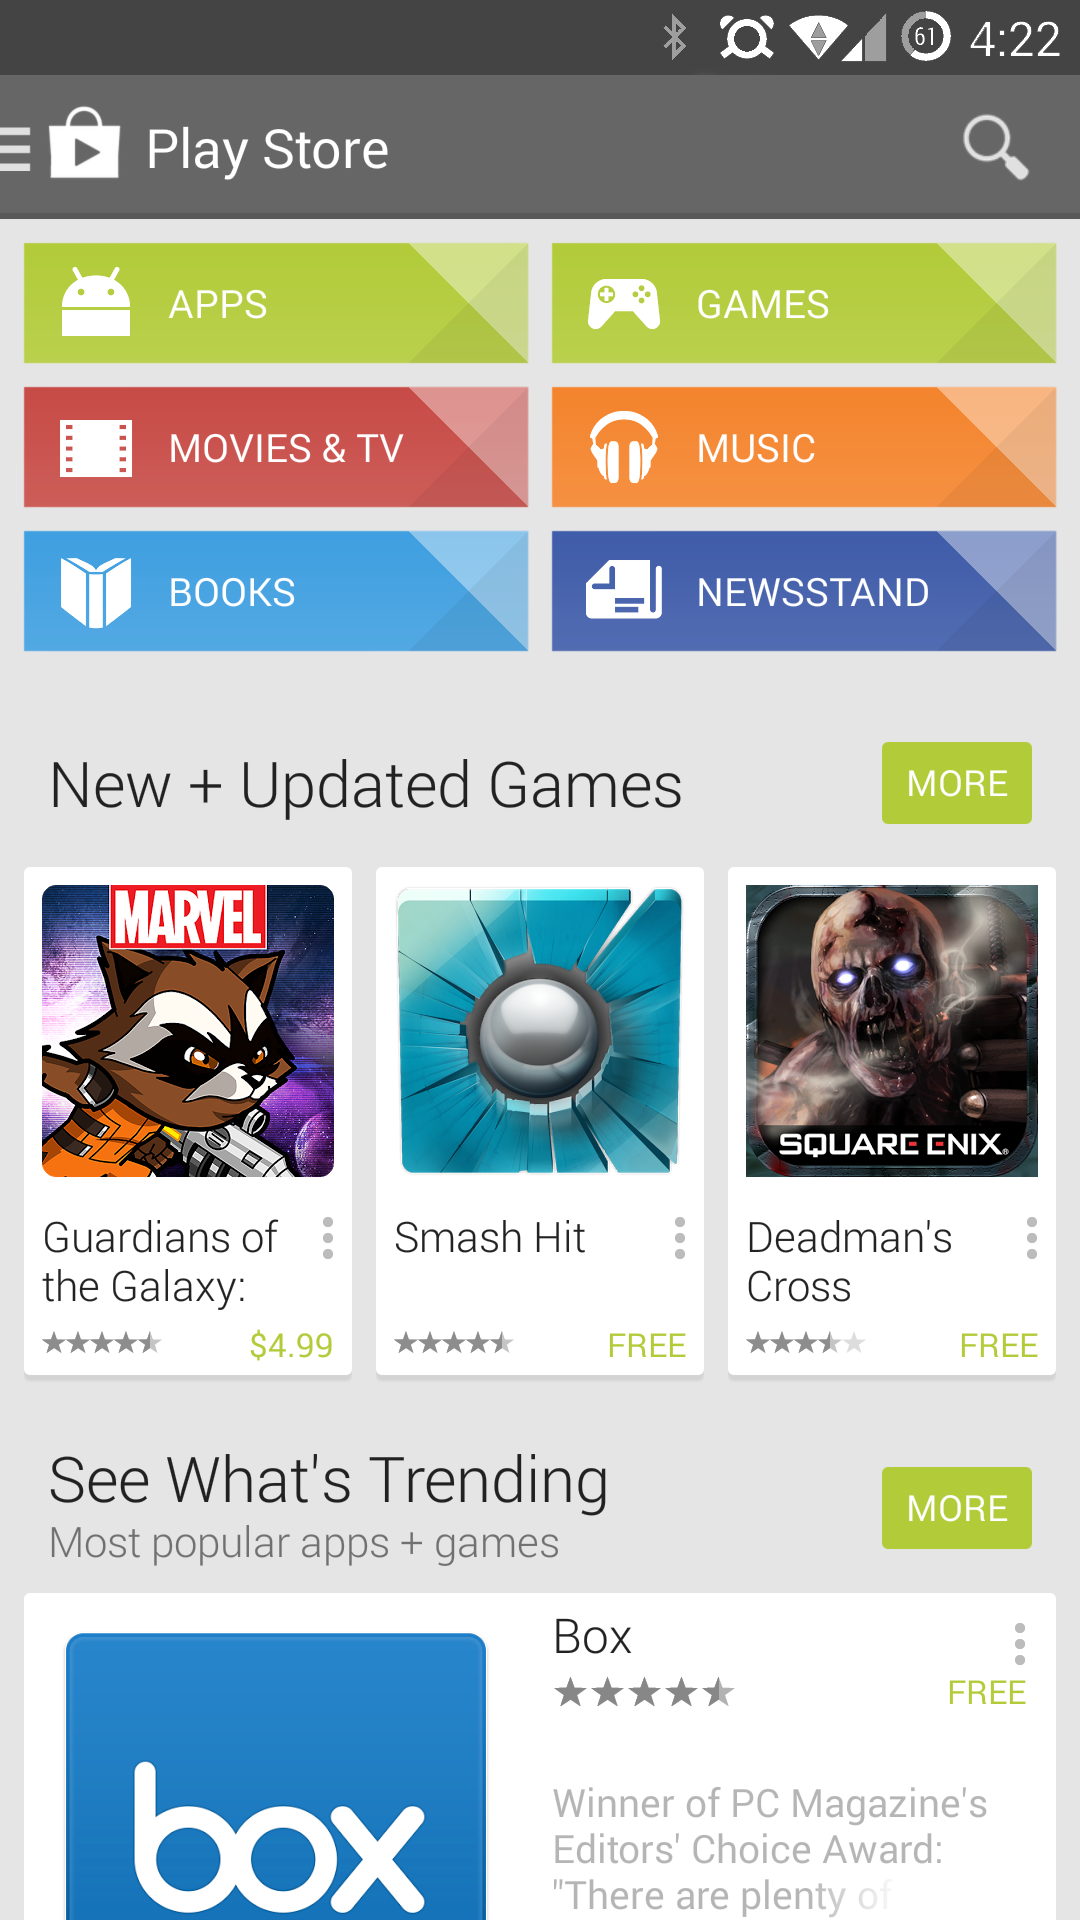 61 4:22
Play Store
APPS
GAMES
MOVIES & TV
MUSIC
BOOKS
NEWSSTAND
New + Updated Games
MORE
MARVEL
SQUARE ENIX®
Guardians of
the Galaxy:
$4.99
Smash Hit
FREE
Deadman's
Cross
FREE
See What's Trending
Most popular apps + games
MORE
box
Box
FREE
Winner of PC Magazine's
Editors' Choice Award:
"There are plenty of